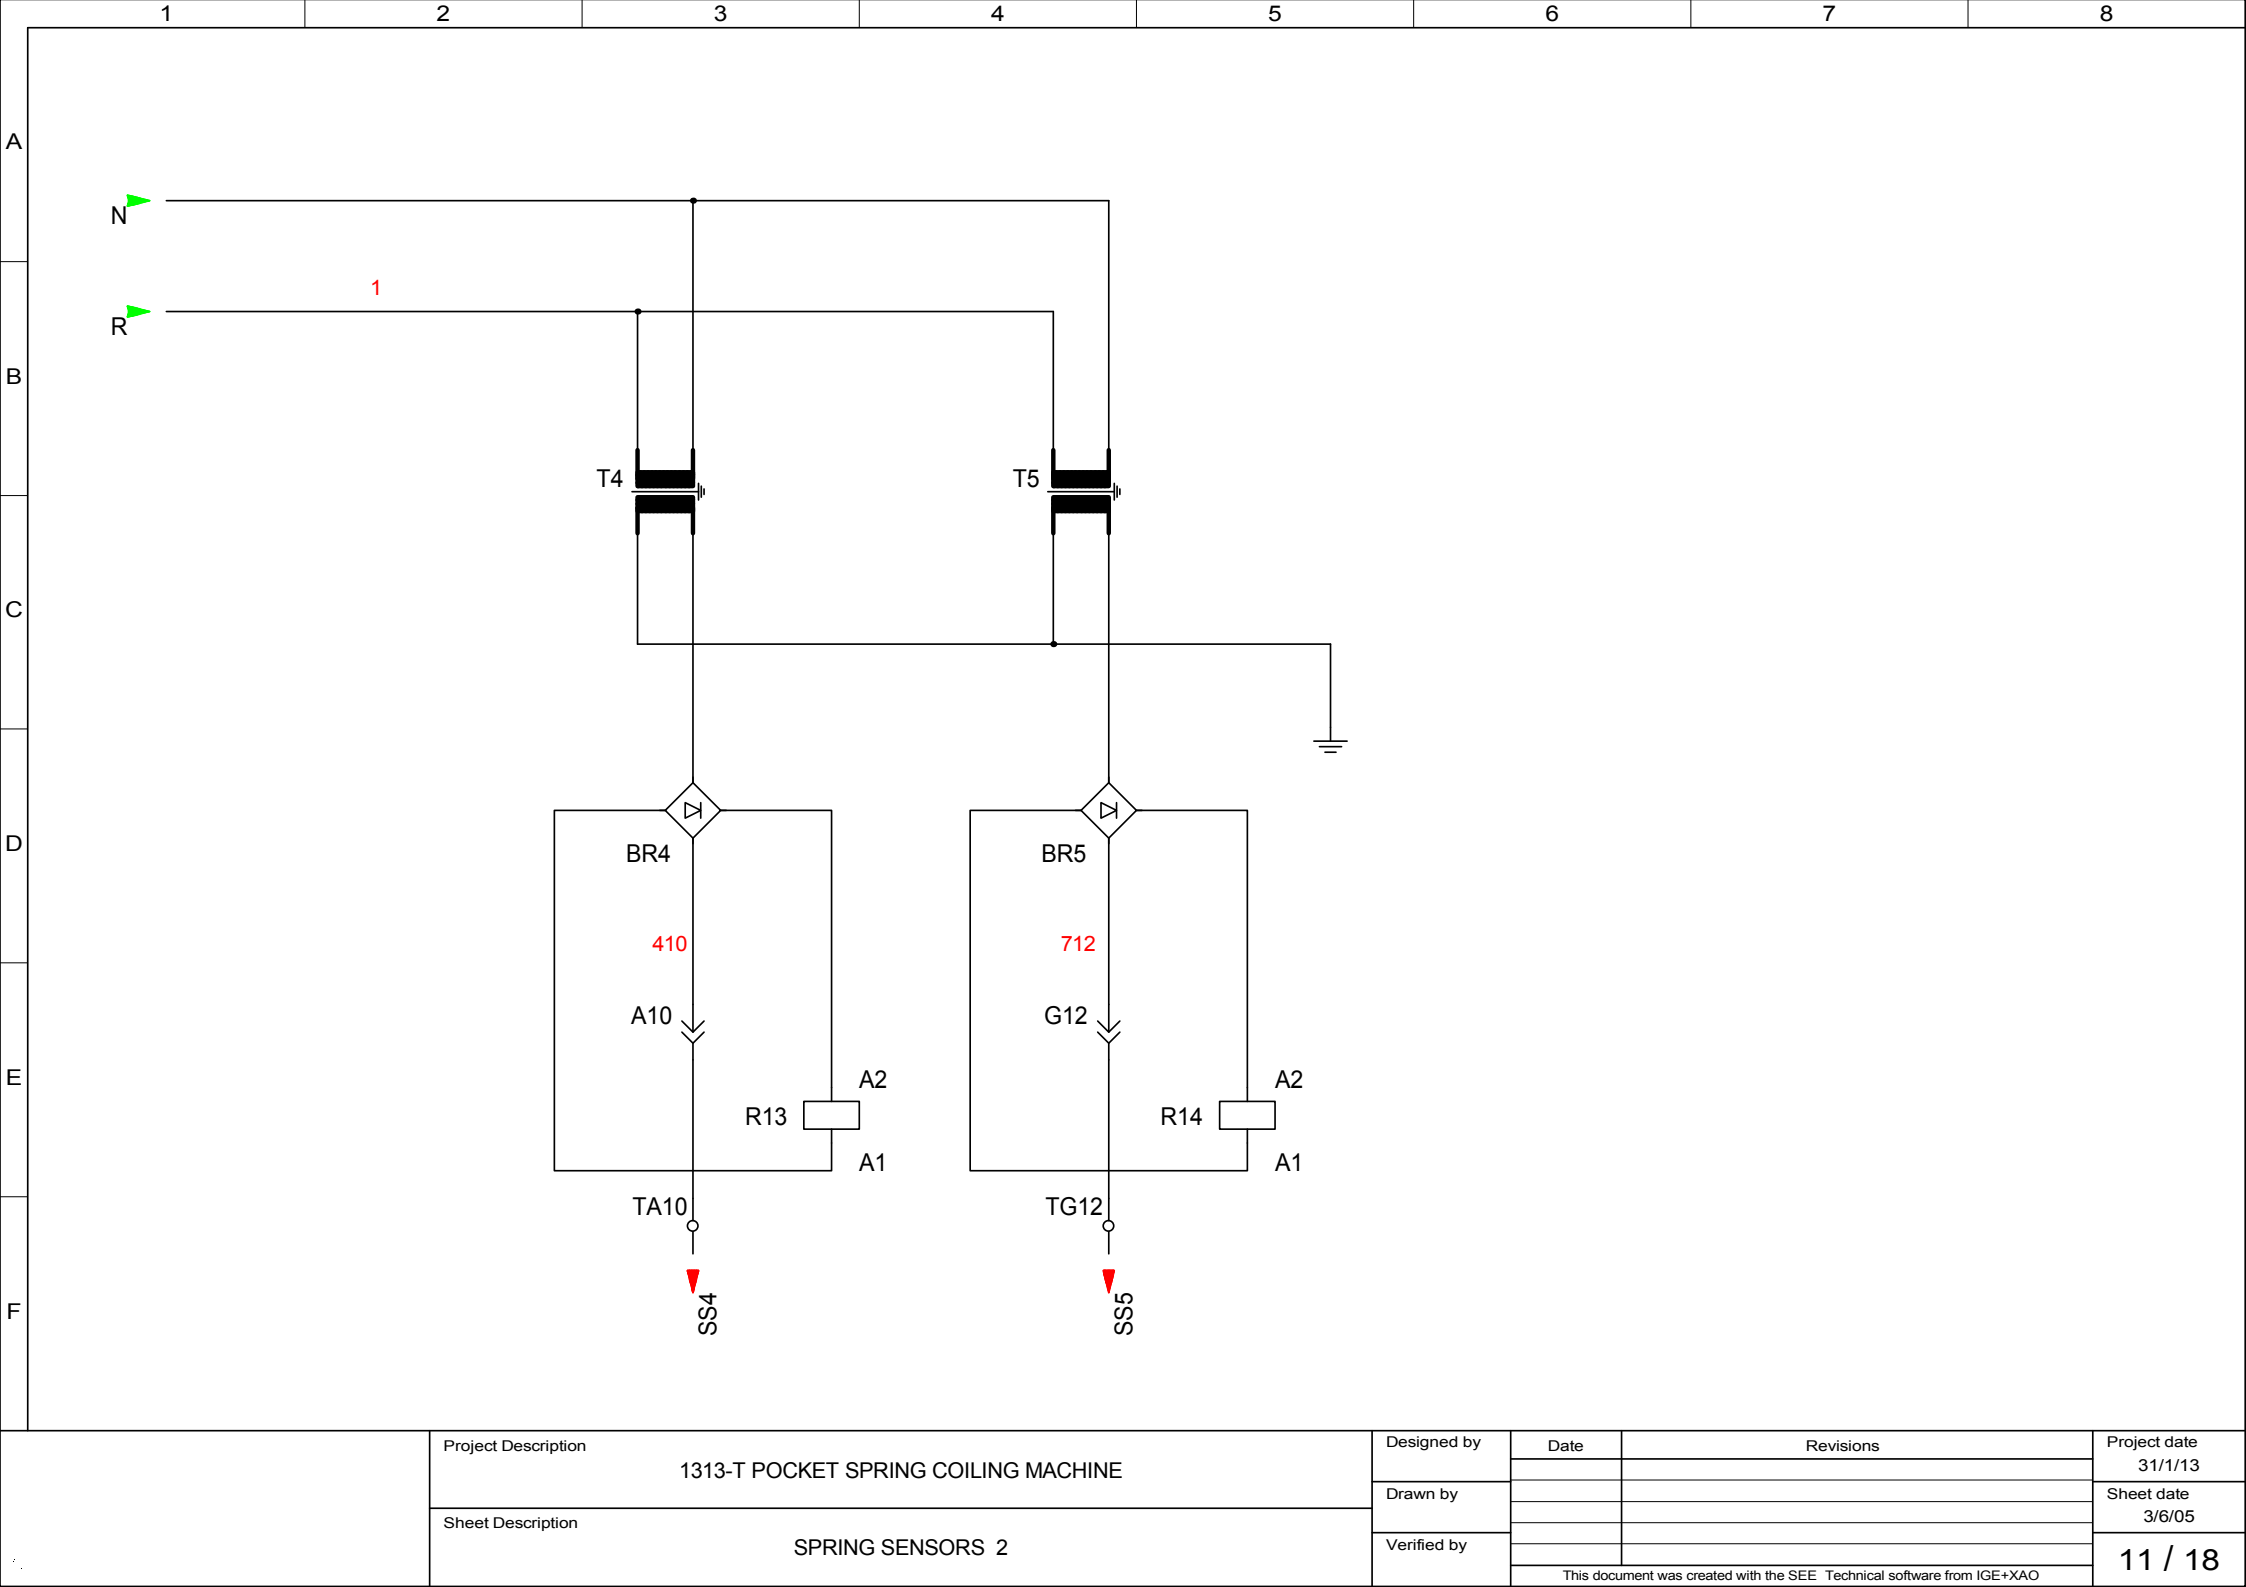 1 2 3 4 5 6 7 8
A
N
1
R
B
T4 T5
C
D
BR4 BR5
410 712
A10 G12
E
A2 A2
R13 R14
A1 A1
TA10 TG12
F
SS4 SS5
Project Description
1313-T POCKET SPRING COILING MACHINE
Sheet Description
SPRING SENSORS 2
Designed by
Drawn by
Verified by
Date Revisions
This document was created with the SEE Technical software from IGE+XAO
Project date
31/1/13
Sheet date
3/6/05
11 / 18